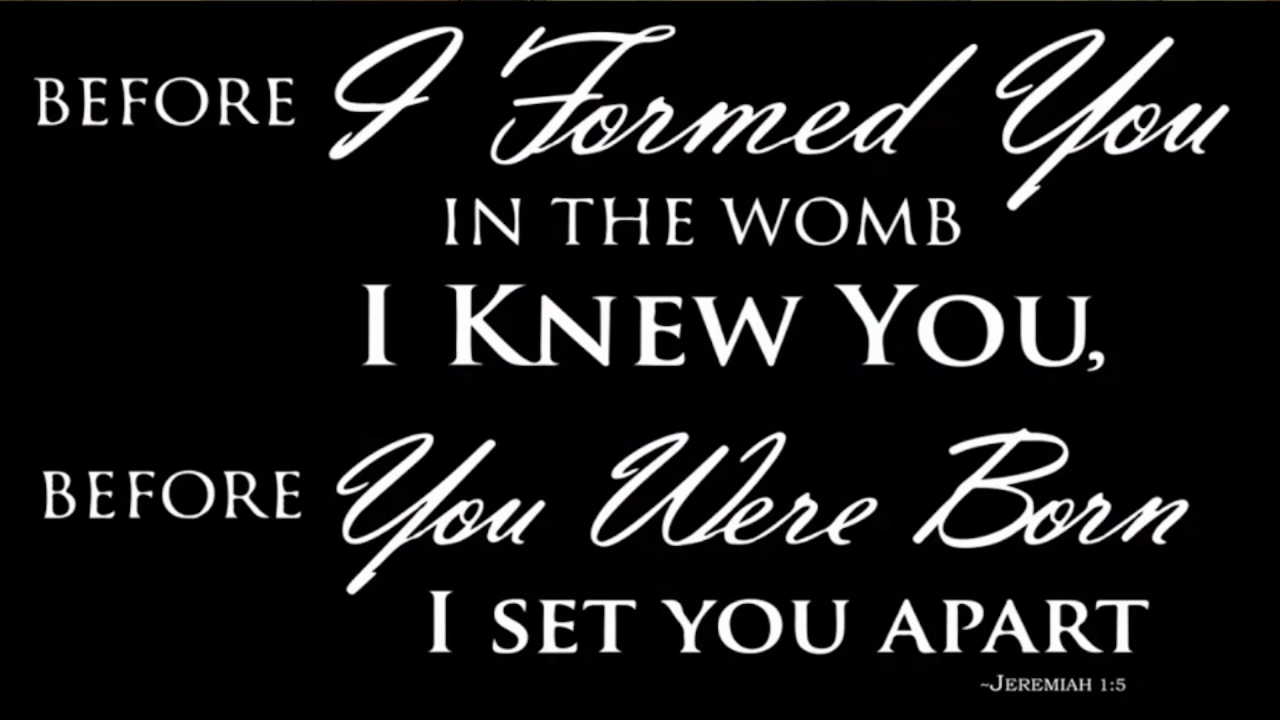 BEFORE I Formed You
IN THE WOMB
I KNEW YOU,
BEFORE You Were Born
I SET YOU APART
~JEREMIAH 1:5